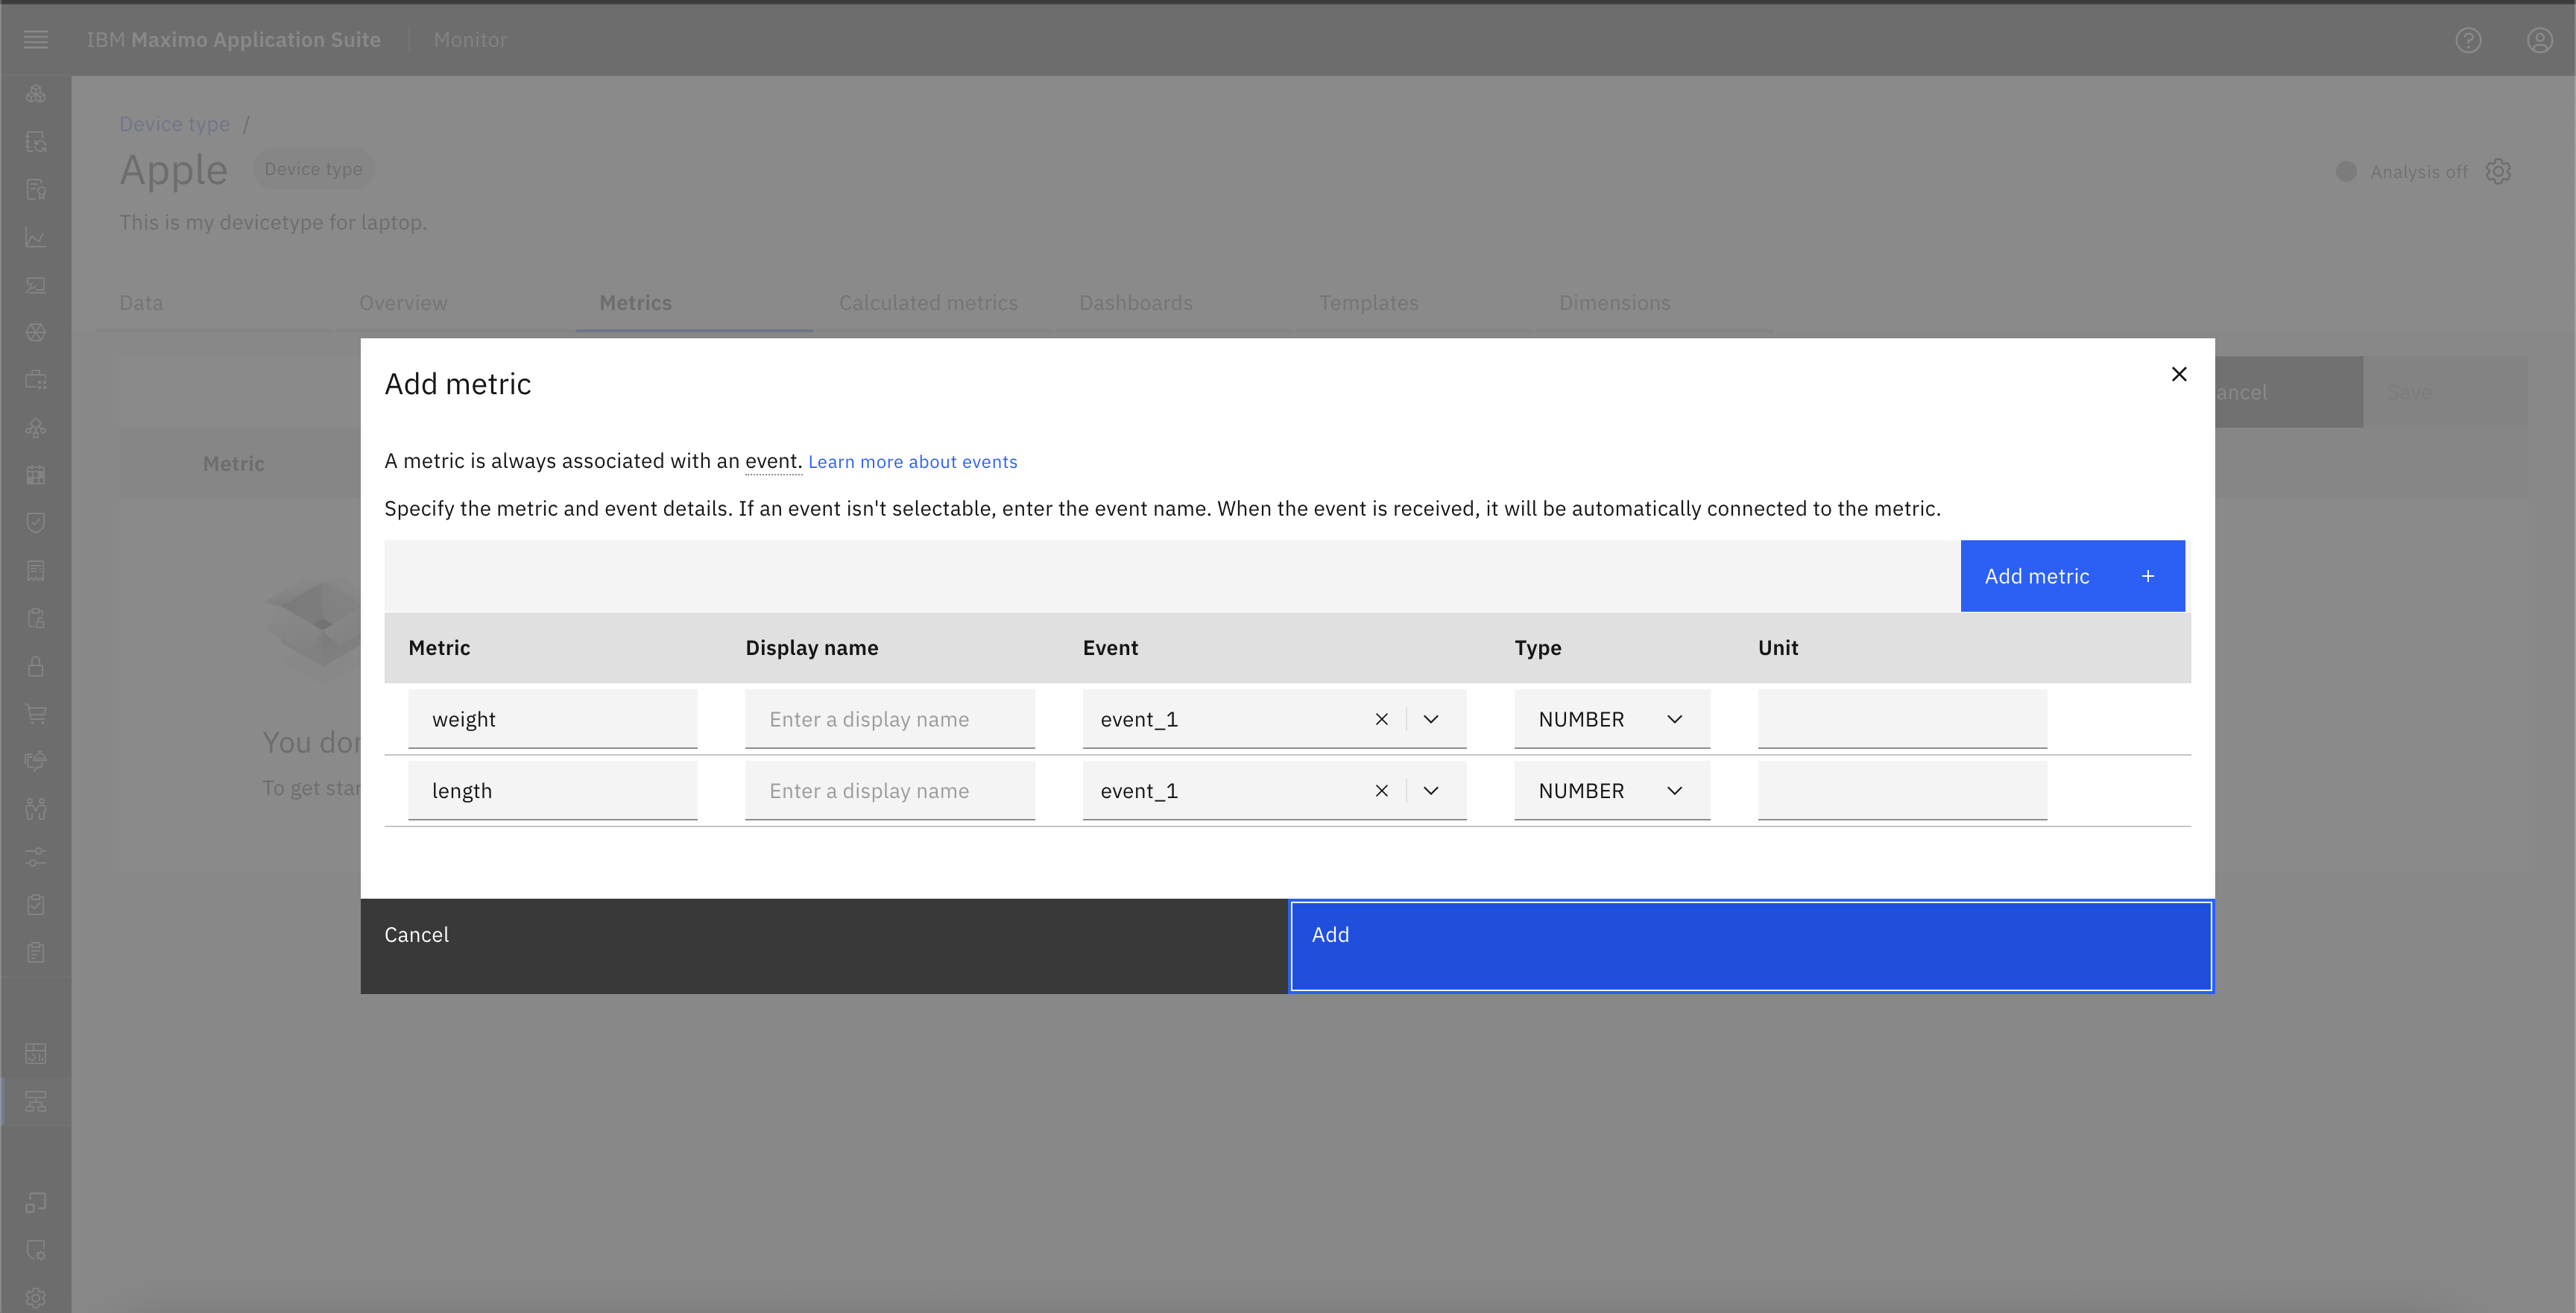 IBM Maximo Application Suite Monitor
Device type /
Apple Device type
Analysis off
This is my devicetype for laptop.
Data Overview Metrics Calculated metrics Dashboards Templates Dimensions
Add metric
ancel Save
A metric is always associated with an event. Learn more about events
Metric
Specify the metric and event details. If an event isn't selectable, enter the event name. When the event is received, it will be automatically connected to the metric.
Add metric +
Metric Display name Event Type Unit
weight Enter a display name event_1 NUMBER
You don
To get star
length Enter a display name event_1 NUMBER
Cancel Add